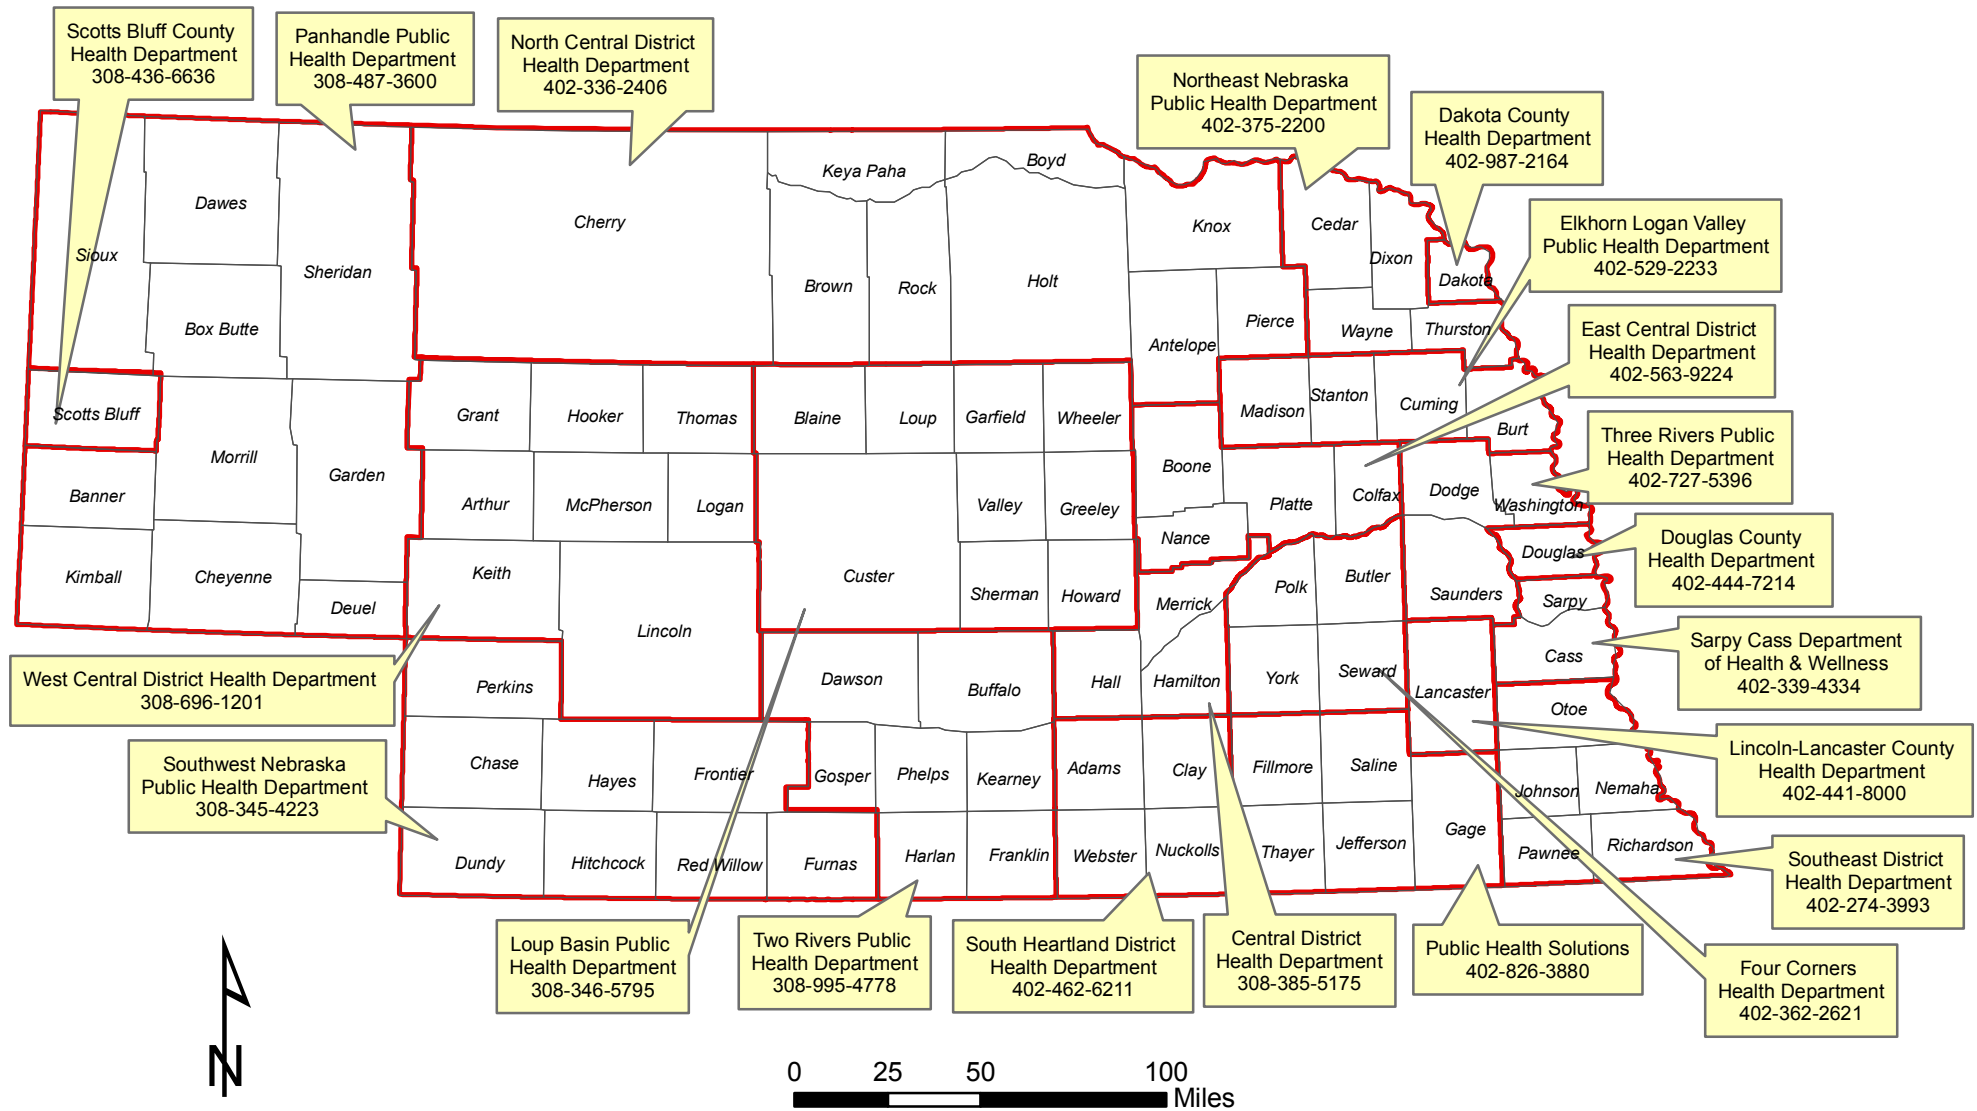 Scotts Bluff County
Health Department
308-436-6636
Panhandle Public
Health Department
308-487-3600
North Central District
Health Department
402-336-2406
Northeast Nebraska
Public Health Department
402-375-2200
Dakota County
Health Department
402-987-2164
Elkhorn Logan Valley
Public Health Department
402-529-2233
East Central District
Health Department
402-563-9224
Three Rivers Public
Health Department
402-727-5396
Douglas County
Health Department
402-444-7214
Sarpy Cass Department
of Health & Wellness
402-339-4334
Lincoln-Lancaster County
Health Department
402-441-8000
Southeast District
Health Department
402-274-3993
Four Corners
Health Department
402-362-2621
Public Health Solutions
402-826-3880
Central District
Health Department
308-385-5175
South Heartland District
Health Department
402-462-6211
Two Rivers Public
Health Department
308-995-4778
Loup Basin Public
Health Department
308-346-5795
Southwest Nebraska
Public Health Department
308-345-4223
West Central District Health Department
308-696-1201
Sioux
Dawes
Sheridan
Box Butte
Cherry
Keya Paha
Boyd
Brown
Rock
Holt
Knox
Cedar
Dixon
Dakota
Antelope
Pierce
Wayne
Thurston
Scotts Bluff
Morrill
Garden
Banner
Kimball
Cheyenne
Deuel
Grant
Hooker
Thomas
Blaine
Loup
Garfield
Wheeler
Madison
Stanton
Cuming
Burt
Arthur
McPherson
Logan
Valley
Greeley
Boone
Platte
Colfax
Dodge
Washington
Nance
Keith
Lincoln
Custer
Sherman
Howard
Merrick
Polk
Butler
Saunders
Douglas
Sarpy
Cass
Perkins
Dawson
Buffalo
Hall
Hamilton
York
Seward
Lancaster
Otoe
Chase
Hayes
Frontier
Gosper
Phelps
Kearney
Adams
Clay
Fillmore
Saline
Johnson
Nemaha
Gage
Dundy
Hitchcock
Red Willow
Furnas
Harlan
Franklin
Webster
Nuckolls
Thayer
Jefferson
Pawnee
Richardson
N
0 25 50 100
Miles